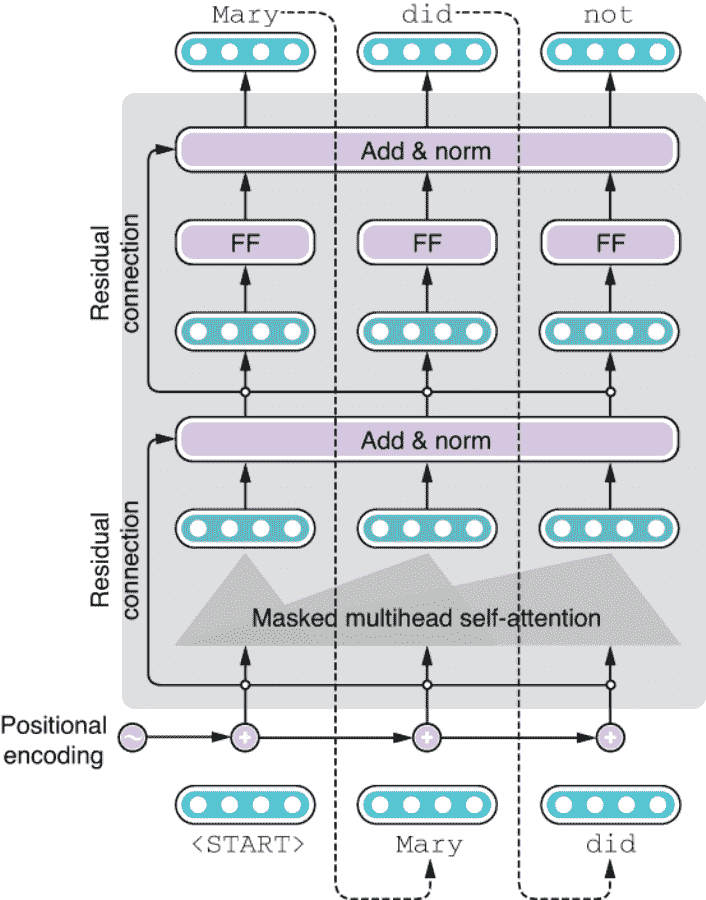 Mary did not
Add & norm
FF FF FF
Residual
connection
Add & norm
Residual
connection
Masked multihead self-attention
Positional
encoding
<START> Mary did